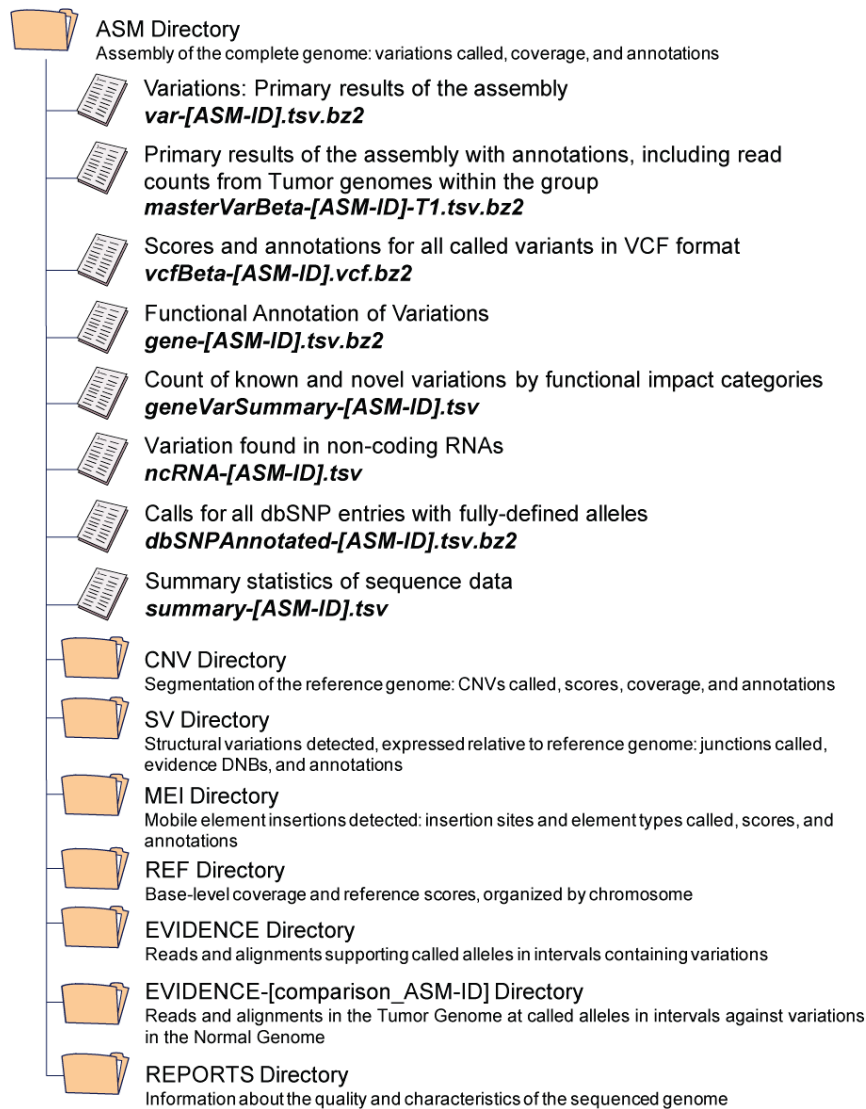 ASM Directory
Assembly of the complete genome: variations called, coverage, and annotations
Variations: Primary results of the assembly
var-[ASM-ID].tsv.bz2
Primary results of the assembly with annotations, including read
counts from Tumor genomes within the group
masterVarBeta-[ASM-ID]-T1.tsv.bz2
Scores and annotations for all called variants in VCF format
vcfBeta-[ASM-ID].vcf.bz2
Functional Annotation of Variations
gene-[ASM-ID].tsv.bz2
Count of known and novel variations by functional impact categories
geneVarSummary-[ASM-ID].tsv
Variation found in non-coding RNAs
ncRNA-[ASM-ID].tsv
Calls for all dbSNP entries with fully-defined alleles
dbSNPAnnotated-[ASM-ID].tsv.bz2
Summary statistics of sequence data
summary-[ASM-ID].tsv
CNV Directory
Segmentation of the reference genome: CNVs called, scores, coverage, and annotations
SV Directory
Structural variations detected, expressed relative to reference genome: junctions called,
evidence DNBs, and annotations
MEI Directory
Mobile element insertions detected: insertion sites and element types called, scores, and
annotations
REF Directory
Base-level coverage and reference scores, organized by chromosome
EVIDENCE Directory
Reads and alignments supporting called alleles in intervals containing variations
EVIDENCE-[comparison_ASM-ID] Directory
Reads and alignments in the Tumor Genome at called alleles in intervals against variations
in the Normal Genome
REPORTS Directory
Information about the quality and characteristics of the sequenced genome